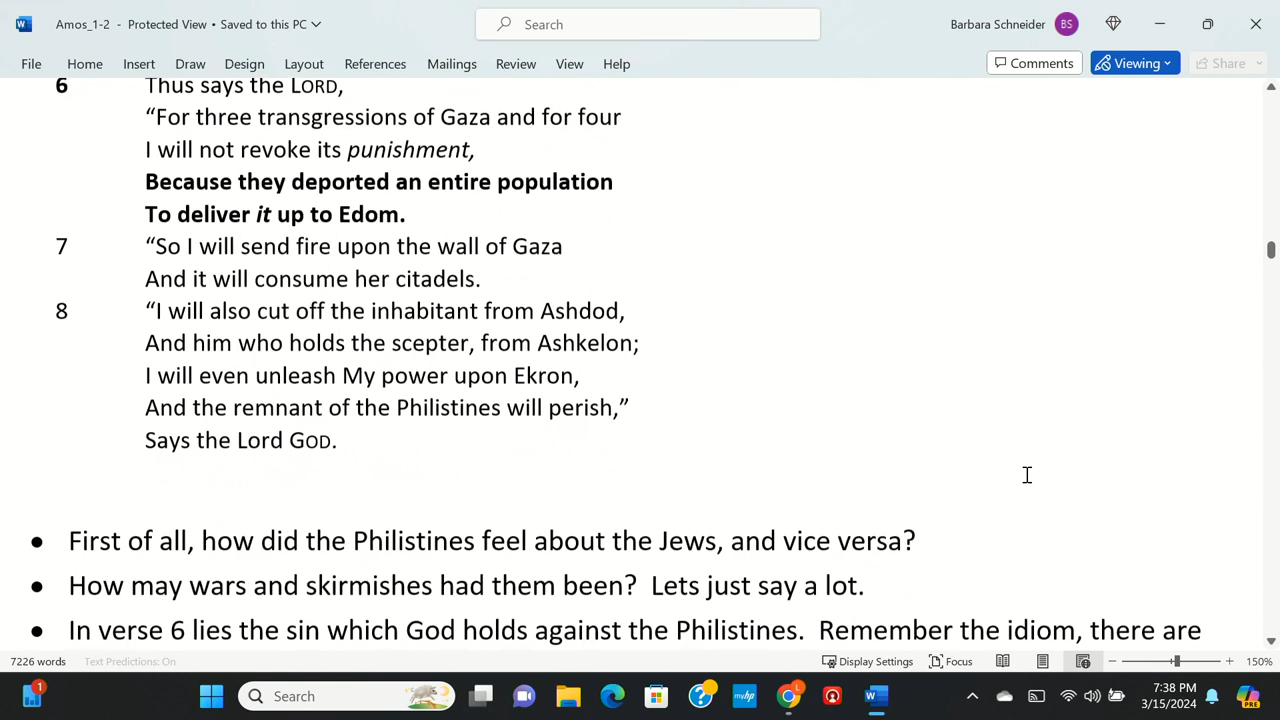 Amos_1-2 • Protected View • Saved to this PC
Search
Barbara Schneider
BS
File Home Insert Draw Design Layout References Mailings Review View Help
Comments
Viewing
Share
6 Thus says the LORD,
“For three transgressions of Gaza and for four
I will not revoke its punishment,
Because they deported an entire population
To deliver it up to Edom.
7 “So I will send fire upon the wall of Gaza
And it will consume her citadels.
8 “I will also cut off the inhabitant from Ashdod,
And him who holds the scepter, from Ashkelon;
I will even unleash My power upon Ekron,
And the remnant of the Philistines will perish,”
Says the Lord GOD.
● First of all, how did the Philistines feel about the Jews, and vice versa?
● How may wars and skirmishes had them been? Lets just say a lot.
● In verse 6 lies the sin which God holds against the Philistines. Remember the idiom, there are
7226 words
Text Predictions: On
Display Settings
Focus
150%
1
Search
myhp
L
PRE
7:38 PM
3/15/2024